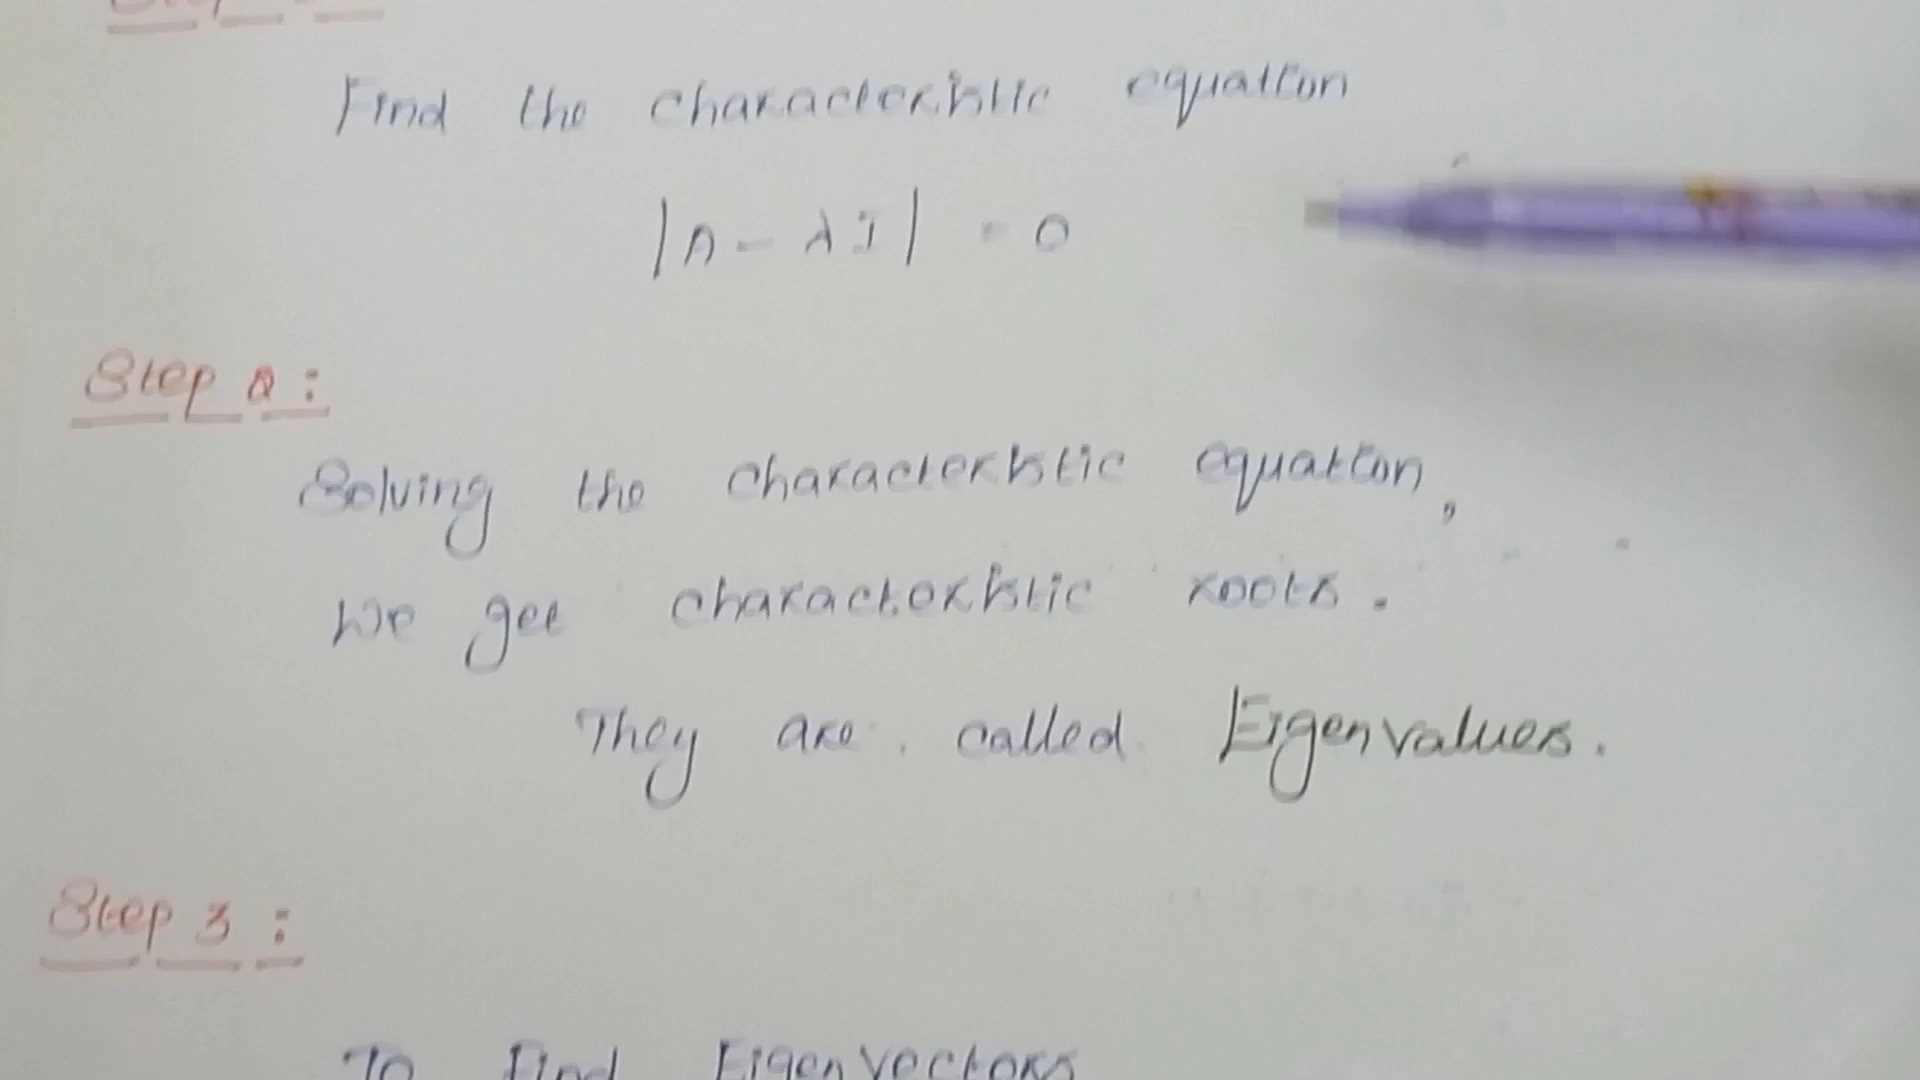 Find the characteristic equation
|A - λI| = 0
Step 2:
Solving the characteristic equation,
we get characteristic roots.
They are called Eigenvalues.
Step 3:
To find Eigenvectors